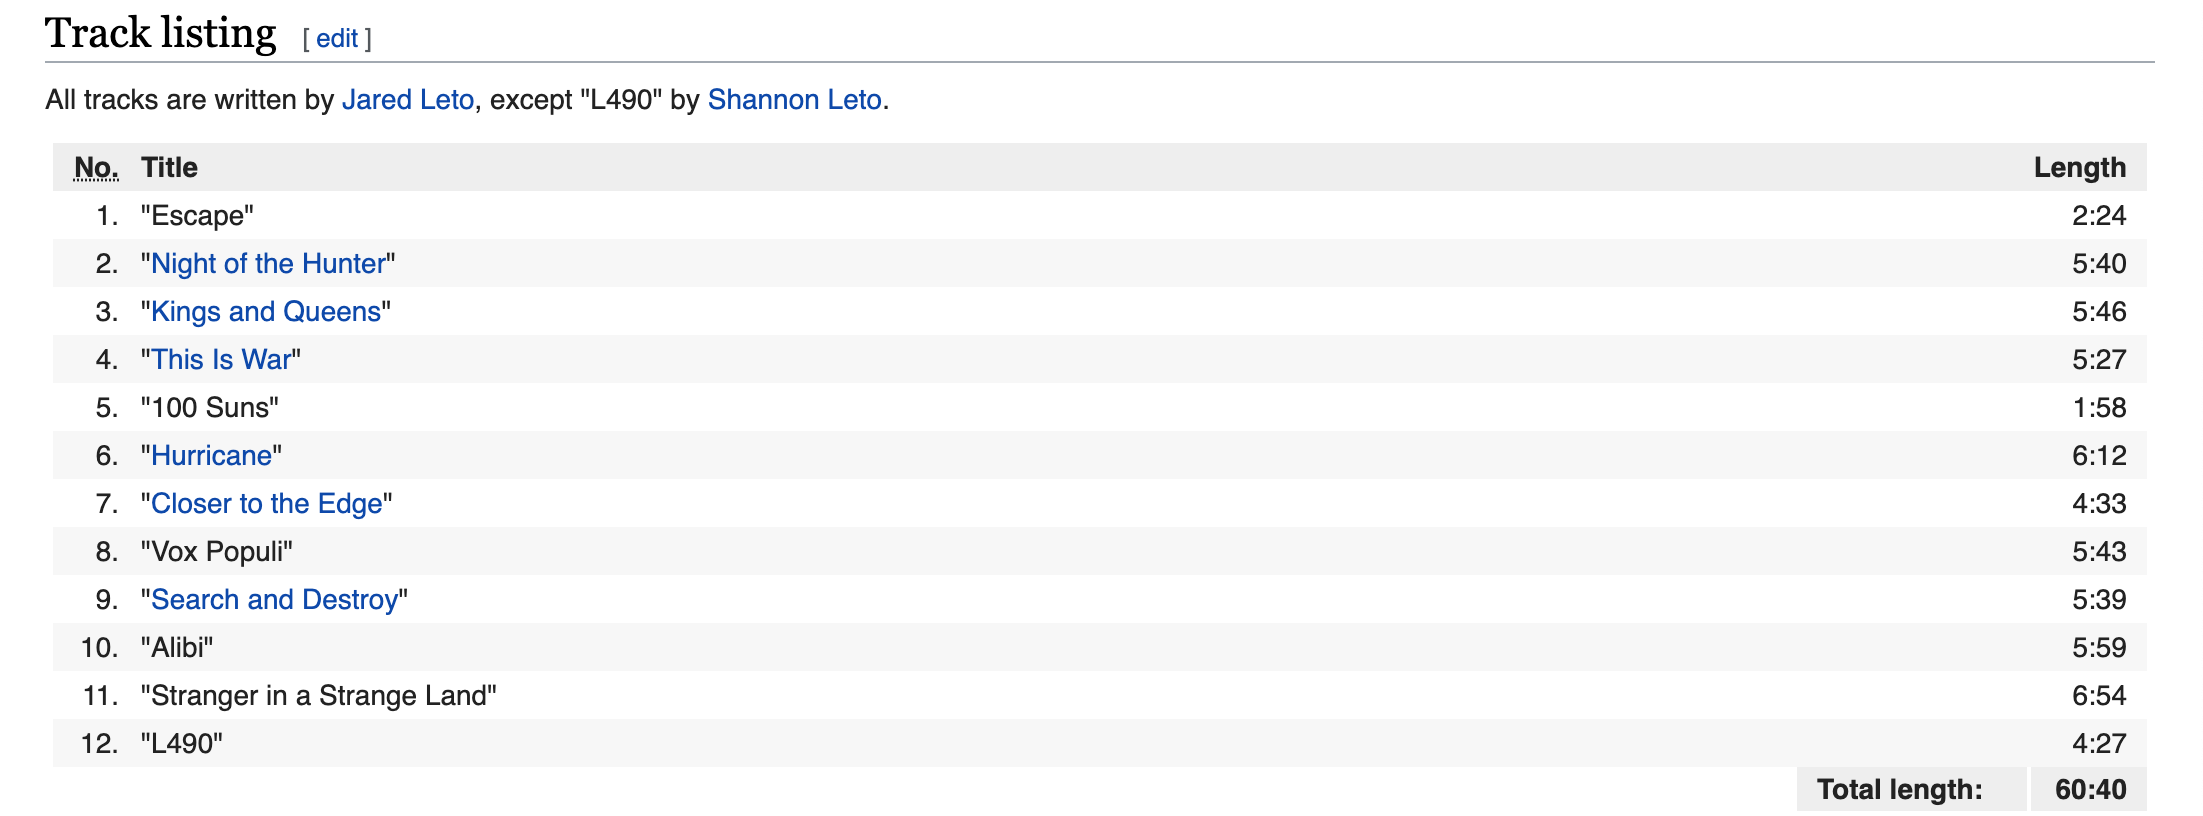 Track listing [ edit ]
All tracks are written by Jared Leto, except "L490" by Shannon Leto.
No. Title Length
1. "Escape" 2:24
2. "Night of the Hunter" 5:40
3. "Kings and Queens" 5:46
4. "This Is War" 5:27
5. "100 Suns" 1:58
6. "Hurricane" 6:12
7. "Closer to the Edge" 4:33
8. "Vox Populi" 5:43
9. "Search and Destroy" 5:39
10. "Alibi" 5:59
11. "Stranger in a Strange Land" 6:54
12. "L490" 4:27
Total length: 60:40